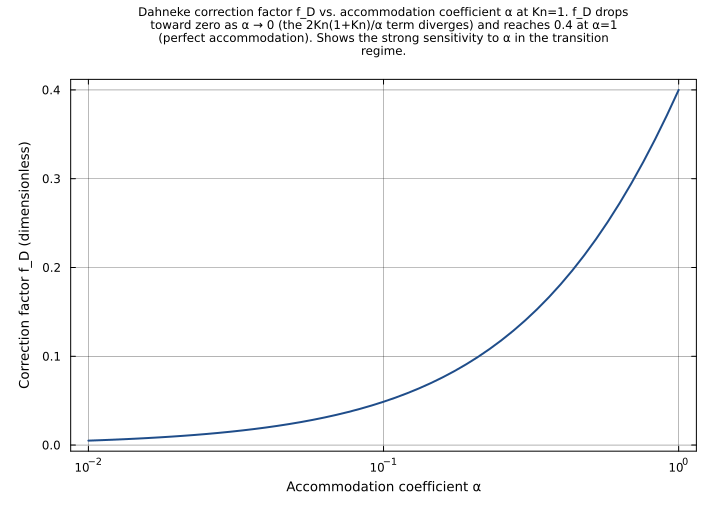 Dahneke correction factor f_D vs. accommodation coefficient α at Kn=1. f_D drops
toward zero as α → 0 (the 2Kn(1+Kn)/α term diverges) and reaches 0.4 at α=1
(perfect accommodation). Shows the strong sensitivity to α in the transition
regime.
Correction factor f_D (dimensionless)
0.4
0.3
0.2
0.1
0.0
10⁻² 10⁻¹ 10⁰
Accommodation coefficient α